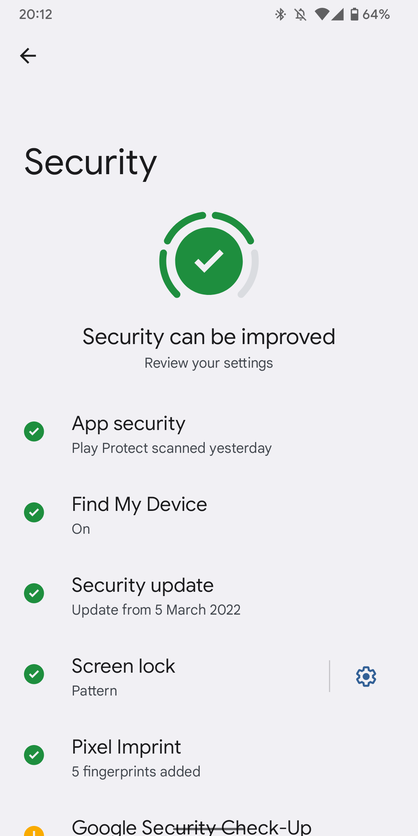 20:12
64%
Security
Security can be improved
Review your settings
App security
Play Protect scanned yesterday
Find My Device
On
Security update
Update from 5 March 2022
Screen lock
Pattern
Pixel Imprint
5 fingerprints added
Google Security Check-Up